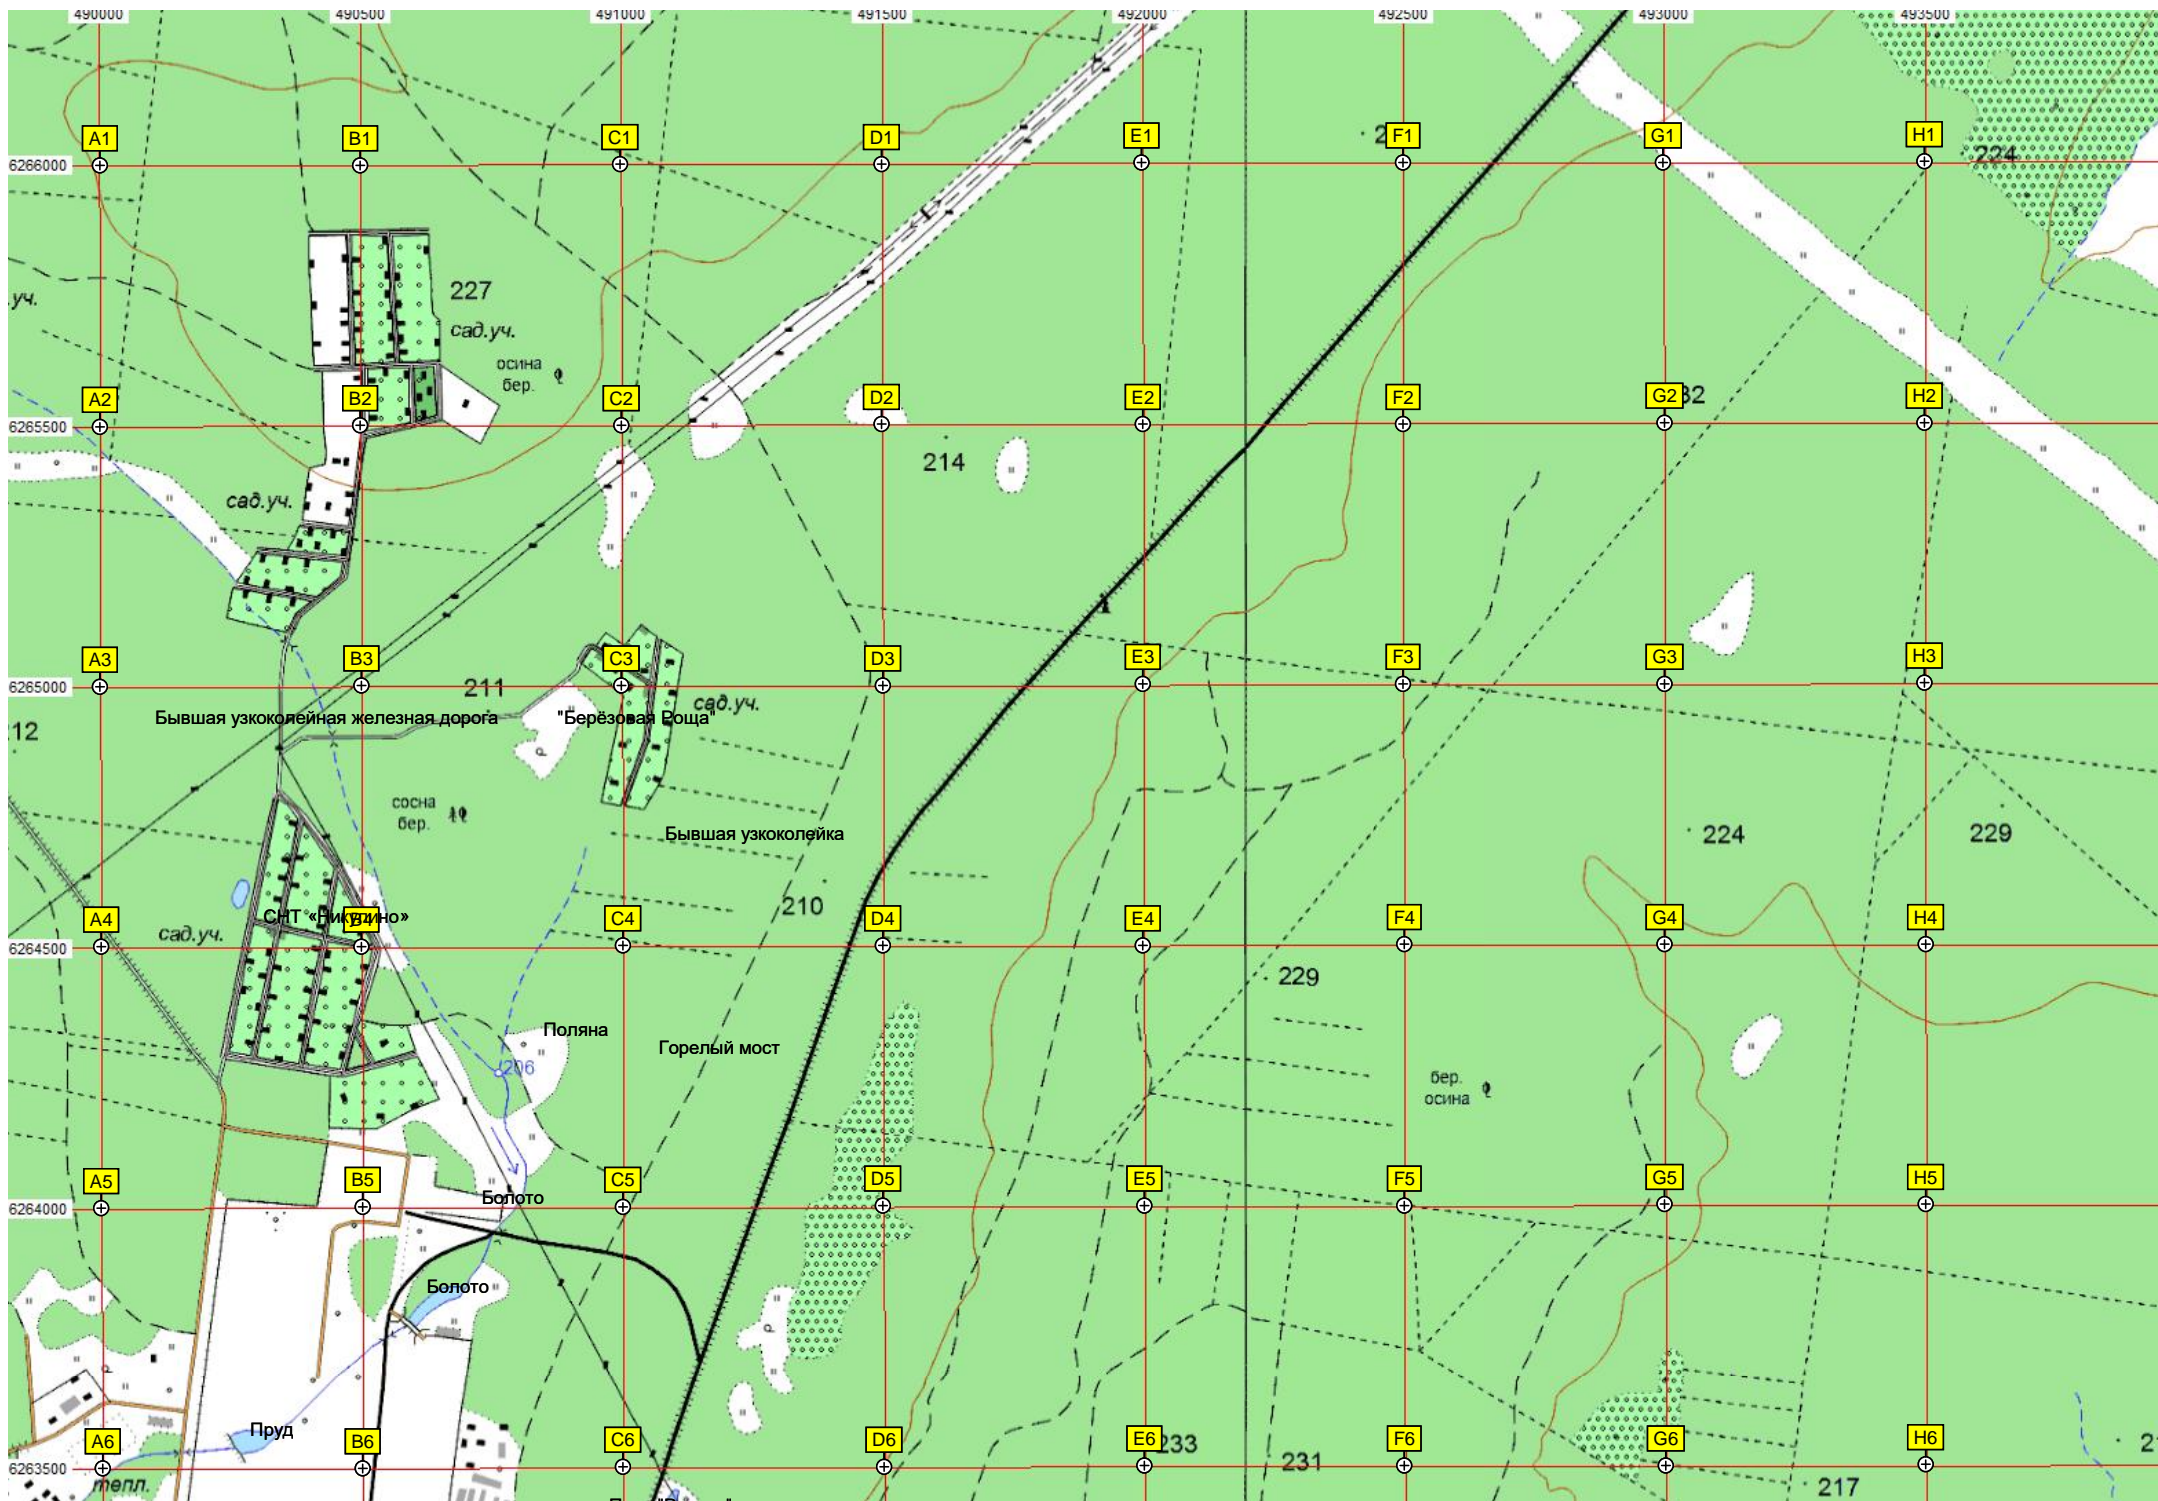 490000 490500 491000 491500 492000 492500 493000 493500
A1 B1 C1 D1 E1 F1 G1 H1
6266000
224
227
уч.
сад.уч.
осина
бер.
A2 B2 C2 D2 E2 F2 G2 H2
6265500
214
сад.уч.
A3 B3 C3 D3 E3 F3 G3 H3
6265000
211
сад.уч.
Бывшая узкоколейная железная дорога
"Берёзовая Роща"
12
сосна
бер.
Бывшая узкоколейка
224
229
210
A4 B4 C4 D4 E4 F4 G4 H4
СНТ «Никулино»
сад.уч.
6264500
229
Поляна
Горелый мост
206
бер.
осина
A5 B5 C5 D5 E5 F5 G5 H5
Болото
6264000
Болото
Пруд
A6 B6 C6 D6 E6 F6 G6 H6
233
231
6263500
тепл.
217